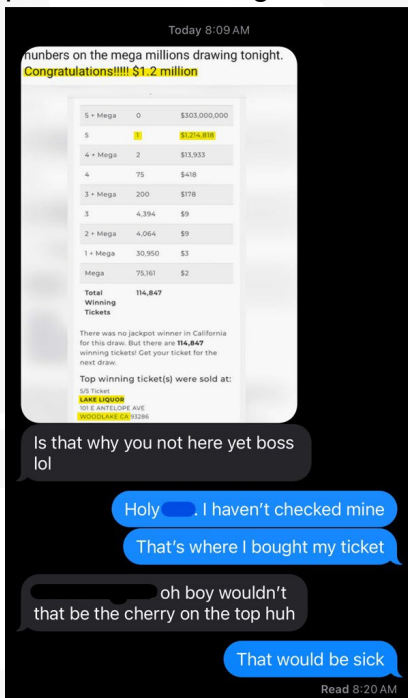 Today 8:09 AM
nunbers on the mega millions drawing tonight.
Congratulations!!!!! $1.2 million
5 + Mega 0 $303,000,000
5 1 $1,214,818
4 + Mega 2 $13,933
4 75 $418
3 + Mega 200 $178
3 4,394 $9
2 + Mega 4,064 $9
1 + Mega 30,950 $3
Mega 75,161 $2
Total 114,847
Winning
Tickets
There was no jackpot winner in California
for this draw. But there are 114,847
winning tickets! Get your ticket for the
next draw.
Top winning ticket(s) were sold at:
5/5 Ticket
LAKE LIQUOR
101 E ANTELOPE AVE
WOODLAKE CA 93286
Is that why you not here yet boss
lol
Holy . I haven't checked mine
That's where I bought my ticket
oh boy wouldn't
that be the cherry on the top huh
That would be sick
Read 8:20 AM